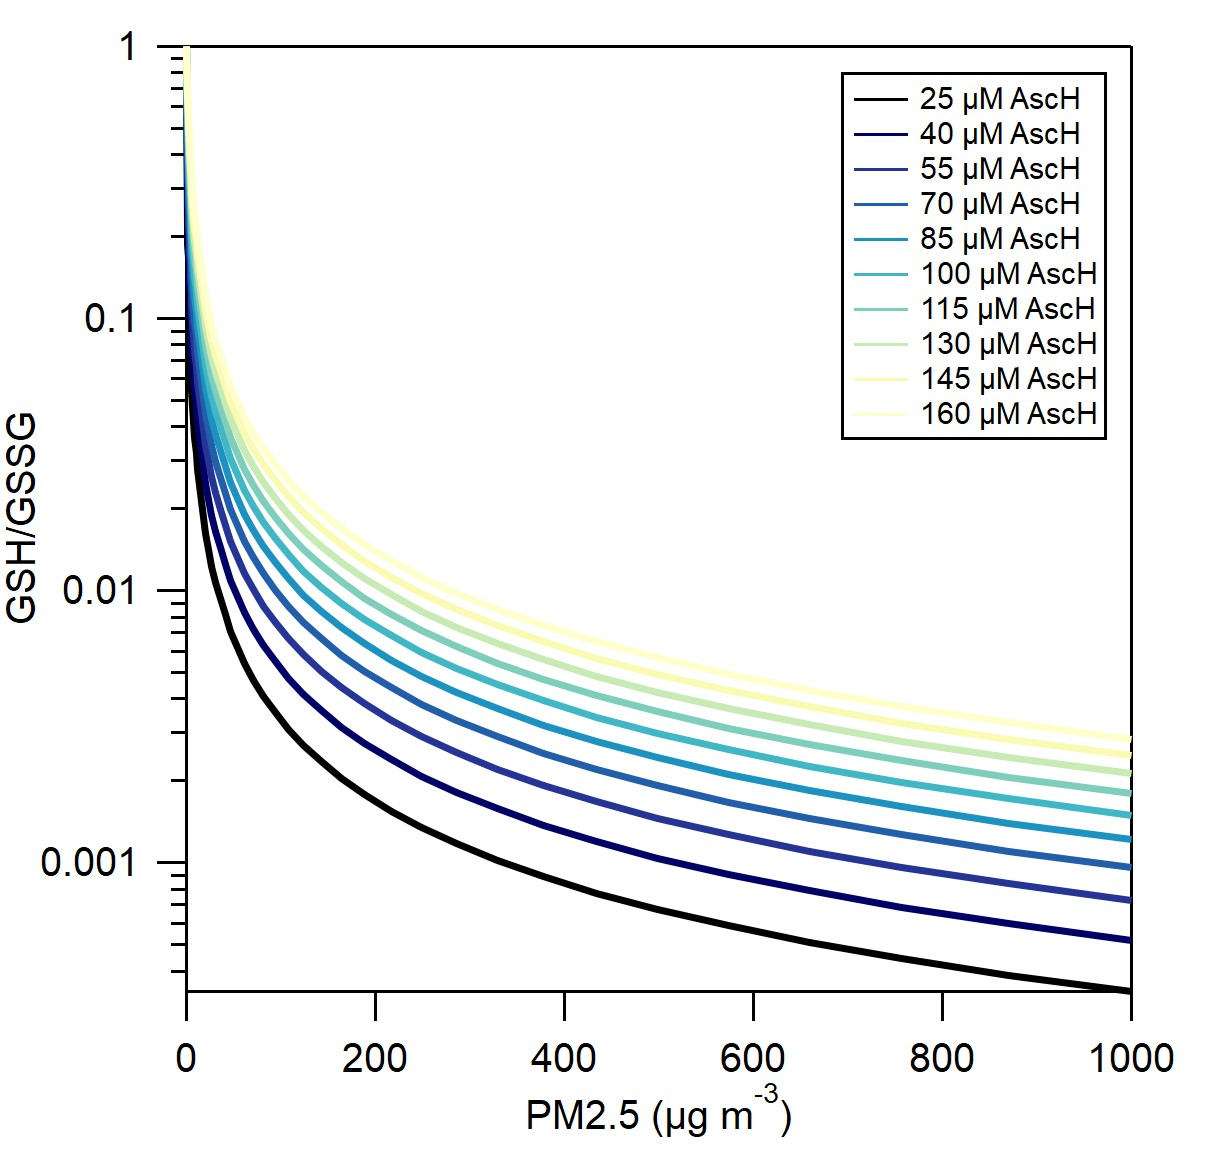 1
0.1
0.01
0.001
GSH/GSSG
25 µM AscH
40 µM AscH
55 µM AscH
70 µM AscH
85 µM AscH
100 µM AscH
115 µM AscH
130 µM AscH
145 µM AscH
160 µM AscH
0 200 400 600 800 1000
PM2.5 (µg m⁻³)